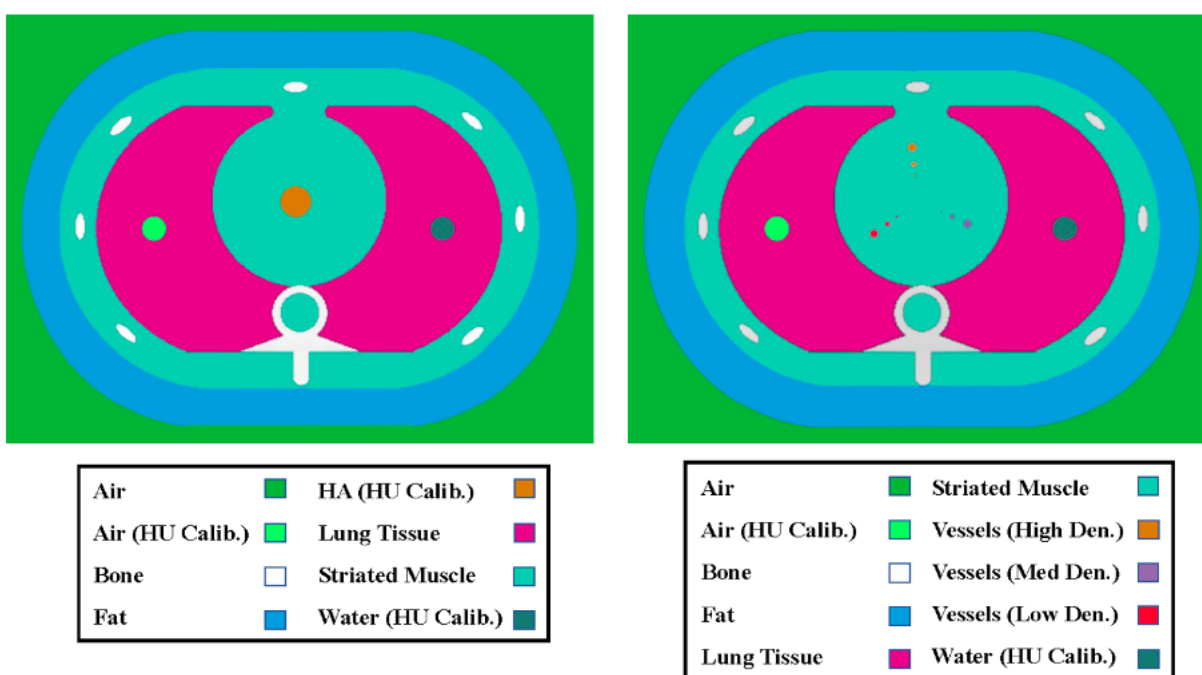 Air HA (HU Calib.)
Air (HU Calib.) Lung Tissue
Bone Striated Muscle
Fat Water (HU Calib.)
Air Striated Muscle
Air (HU Calib.) Vessels (High Den.)
Bone Vessels (Med Den.)
Fat Vessels (Low Den.)
Lung Tissue Water (HU Calib.)